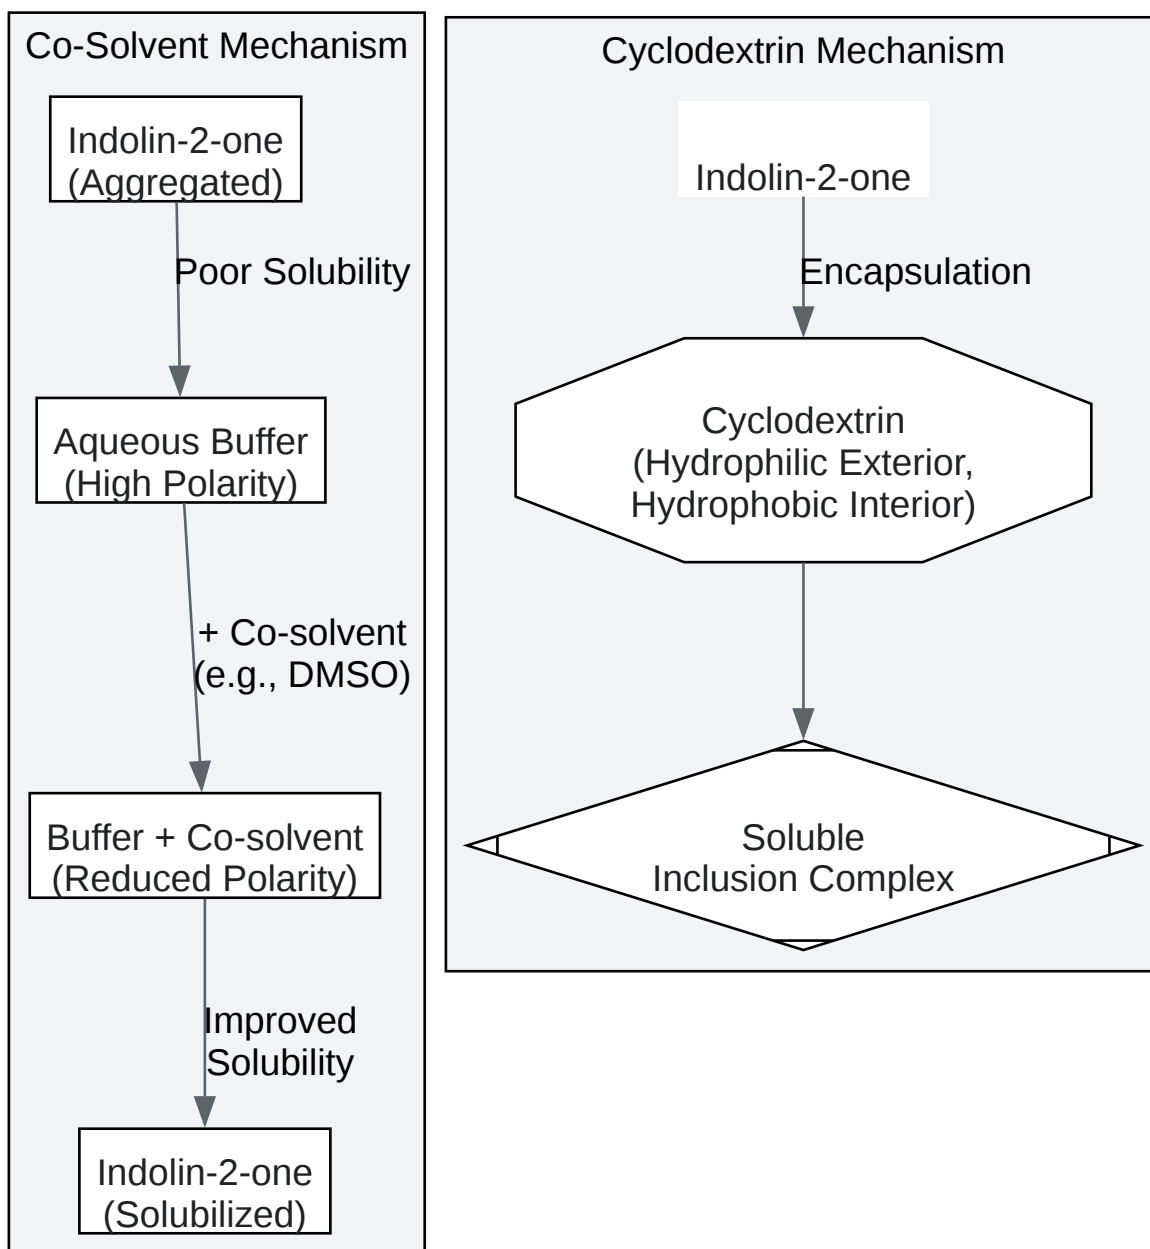 Co-Solvent Mechanism
Indolin-2-one
(Aggregated)
Poor Solubility
Aqueous Buffer
(High Polarity)
+ Co-solvent
(e.g., DMSO)
Buffer + Co-solvent
(Reduced Polarity)
Improved
Solubility
Indolin-2-one
(Solubilized)
Cyclodextrin Mechanism
Indolin-2-one
Encapsulation
Cyclodextrin
(Hydrophilic Exterior,
Hydrophobic Interior)
Soluble
Inclusion Complex